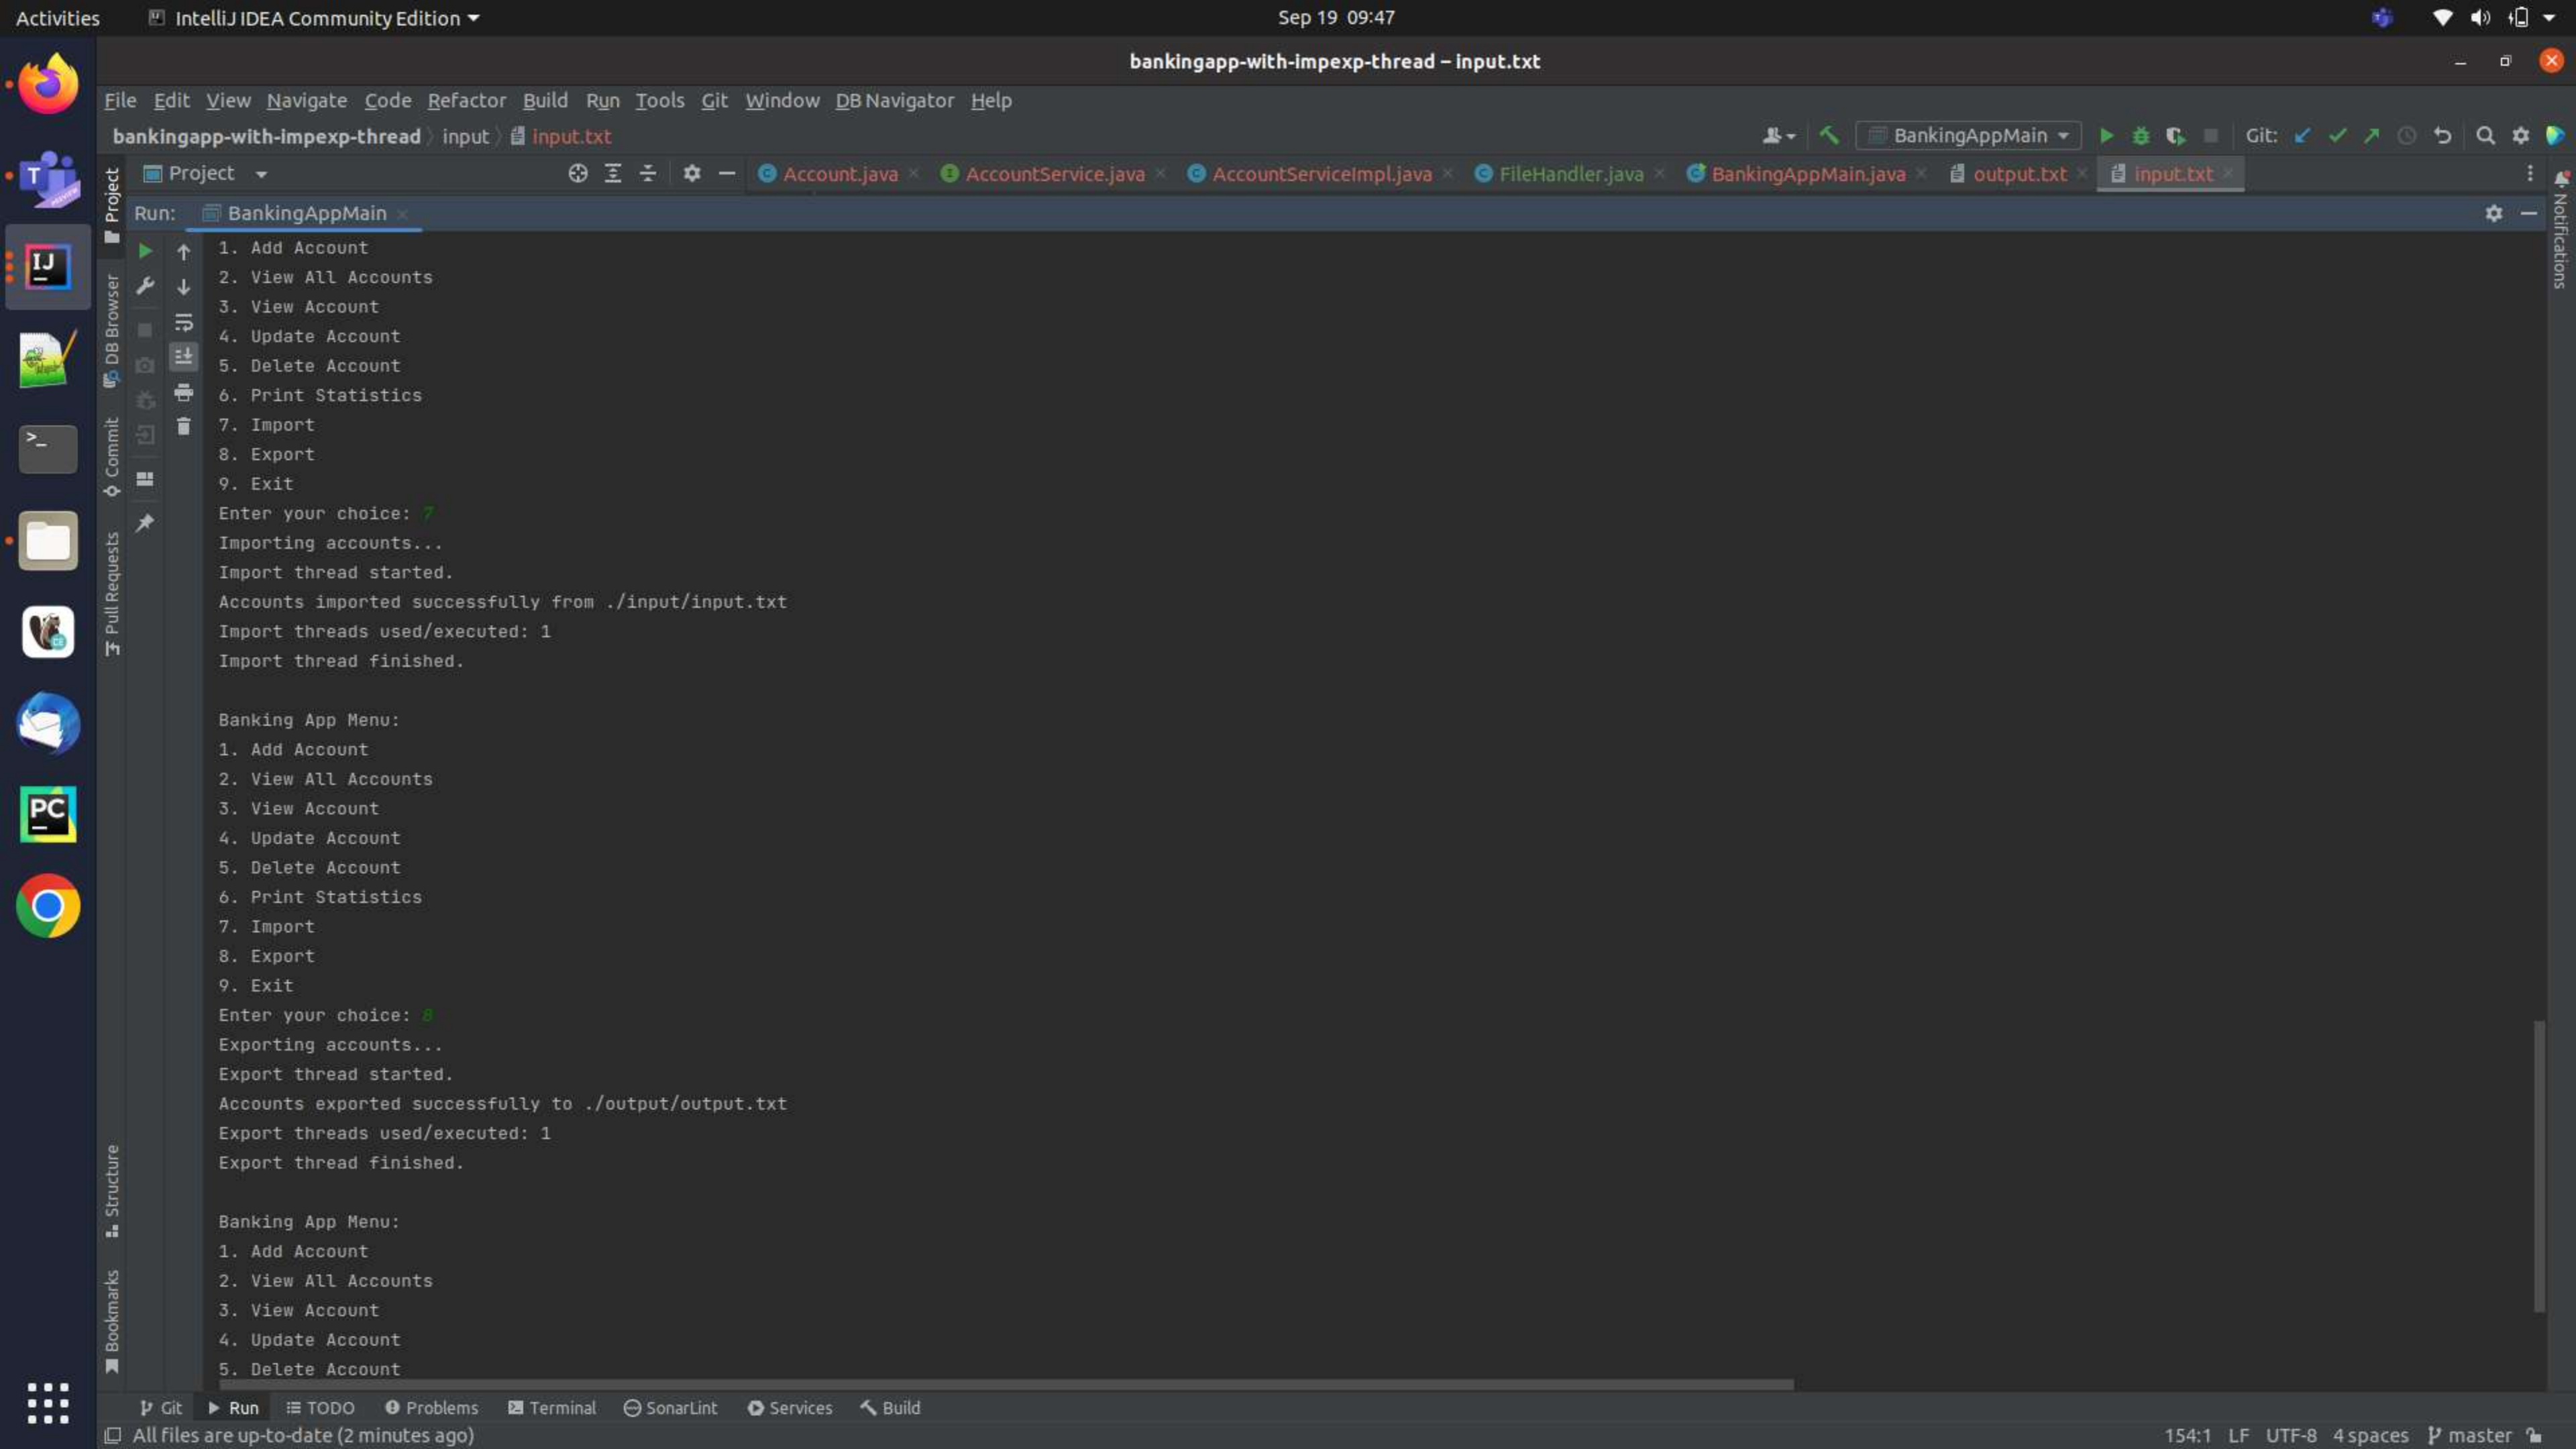 Activities IntelliJ IDEA Community Edition Sep 19 09:47
bankingapp-with-impexp-thread – input.txt
File Edit View Navigate Code Refactor Build Run Tools Git Window DB Navigator Help
bankingapp-with-impexp-thread input input.txt BankingAppMain Git:
Project Account.java AccountService.java AccountServiceImpl.java FileHandler.java BankingAppMain.java output.txt input.txt
Run: BankingAppMain
Project
DB Browser
Commit
Pull Requests
Structure
Bookmarks
Notifications
1. Add Account
2. View All Accounts
3. View Account
4. Update Account
5. Delete Account
6. Print Statistics
7. Import
8. Export
9. Exit
Enter your choice: 7
Importing accounts...
Import thread started.
Accounts imported successfully from ./input/input.txt
Import threads used/executed: 1
Import thread finished.
Banking App Menu:
1. Add Account
2. View All Accounts
3. View Account
4. Update Account
5. Delete Account
6. Print Statistics
7. Import
8. Export
9. Exit
Enter your choice: 8
Exporting accounts...
Export thread started.
Accounts exported successfully to ./output/output.txt
Export threads used/executed: 1
Export thread finished.
Banking App Menu:
1. Add Account
2. View All Accounts
3. View Account
4. Update Account
5. Delete Account
Git Run TODO Problems Terminal SonarLint Services Build
All files are up-to-date (2 minutes ago) 154:1 LF UTF-8 4 spaces master